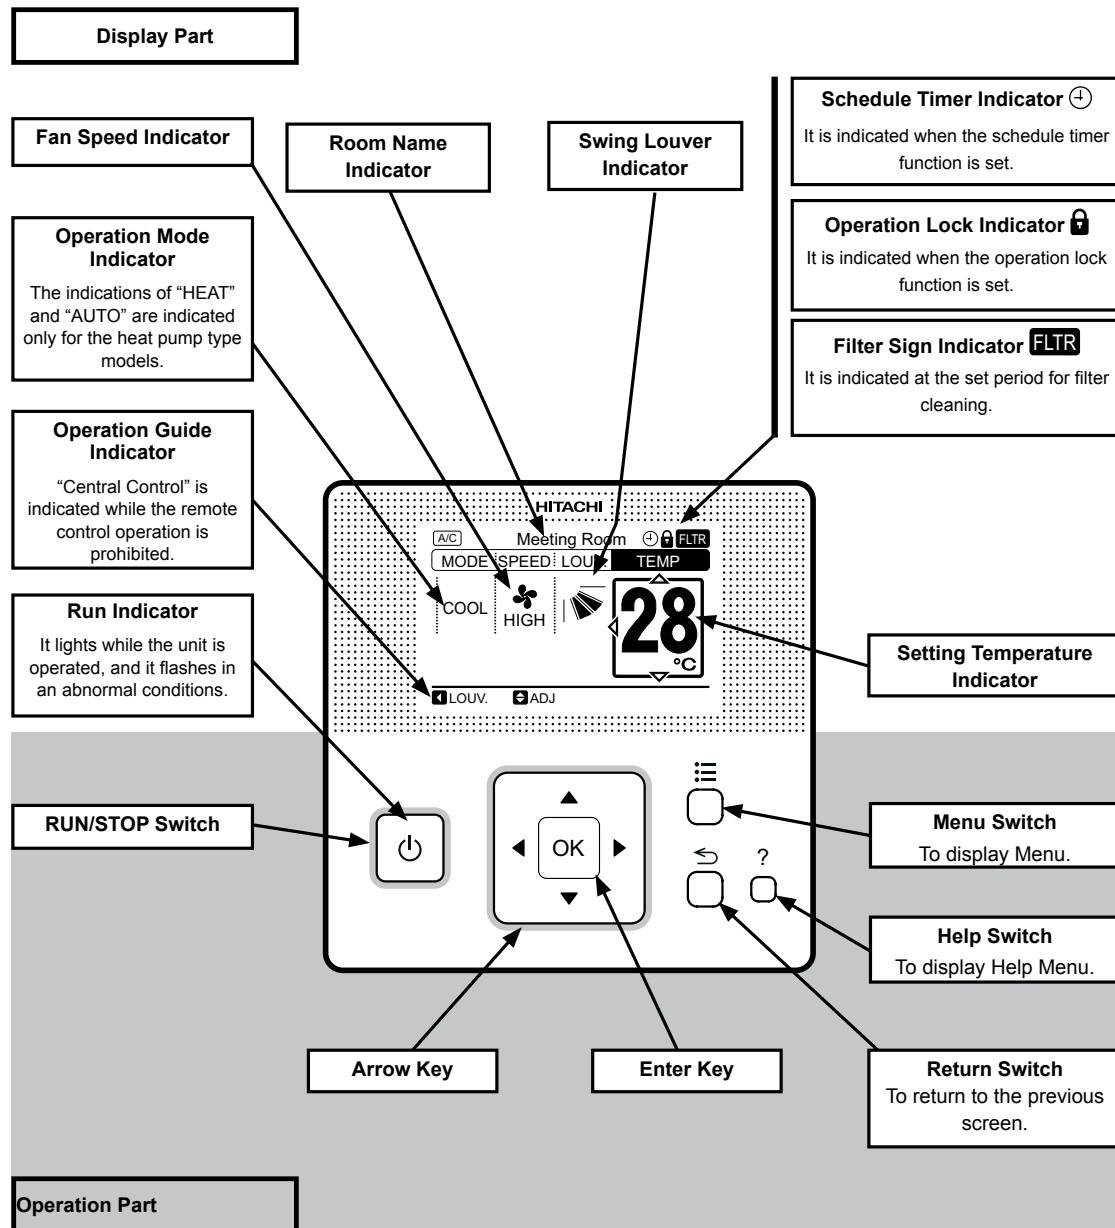 Display Part
Fan Speed Indicator
Room Name
Indicator
Swing Louver
Indicator
Schedule Timer Indicator
It is indicated when the schedule timer
function is set.
Operation Lock Indicator
It is indicated when the operation lock
function is set.
Filter Sign Indicator FLTR
It is indicated at the set period for filter
cleaning.
Operation Mode
Indicator
The indications of “HEAT”
and “AUTO” are indicated
only for the heat pump type
models.
Operation Guide
Indicator
“Central Control” is
indicated while the remote
control operation is
prohibited.
Run Indicator
It lights while the unit is
operated, and it flashes in
an abnormal conditions.
HITACHI
A/C Meeting Room FLTR
MODE SPEED LOUV. TEMP
COOL HIGH 28 °C
LOUV. ADJ
Setting Temperature
Indicator
RUN/STOP Switch
OK
?
Menu Switch
To display Menu.
Help Switch
To display Help Menu.
Return Switch
To return to the previous
screen.
Arrow Key
Enter Key
Operation Part